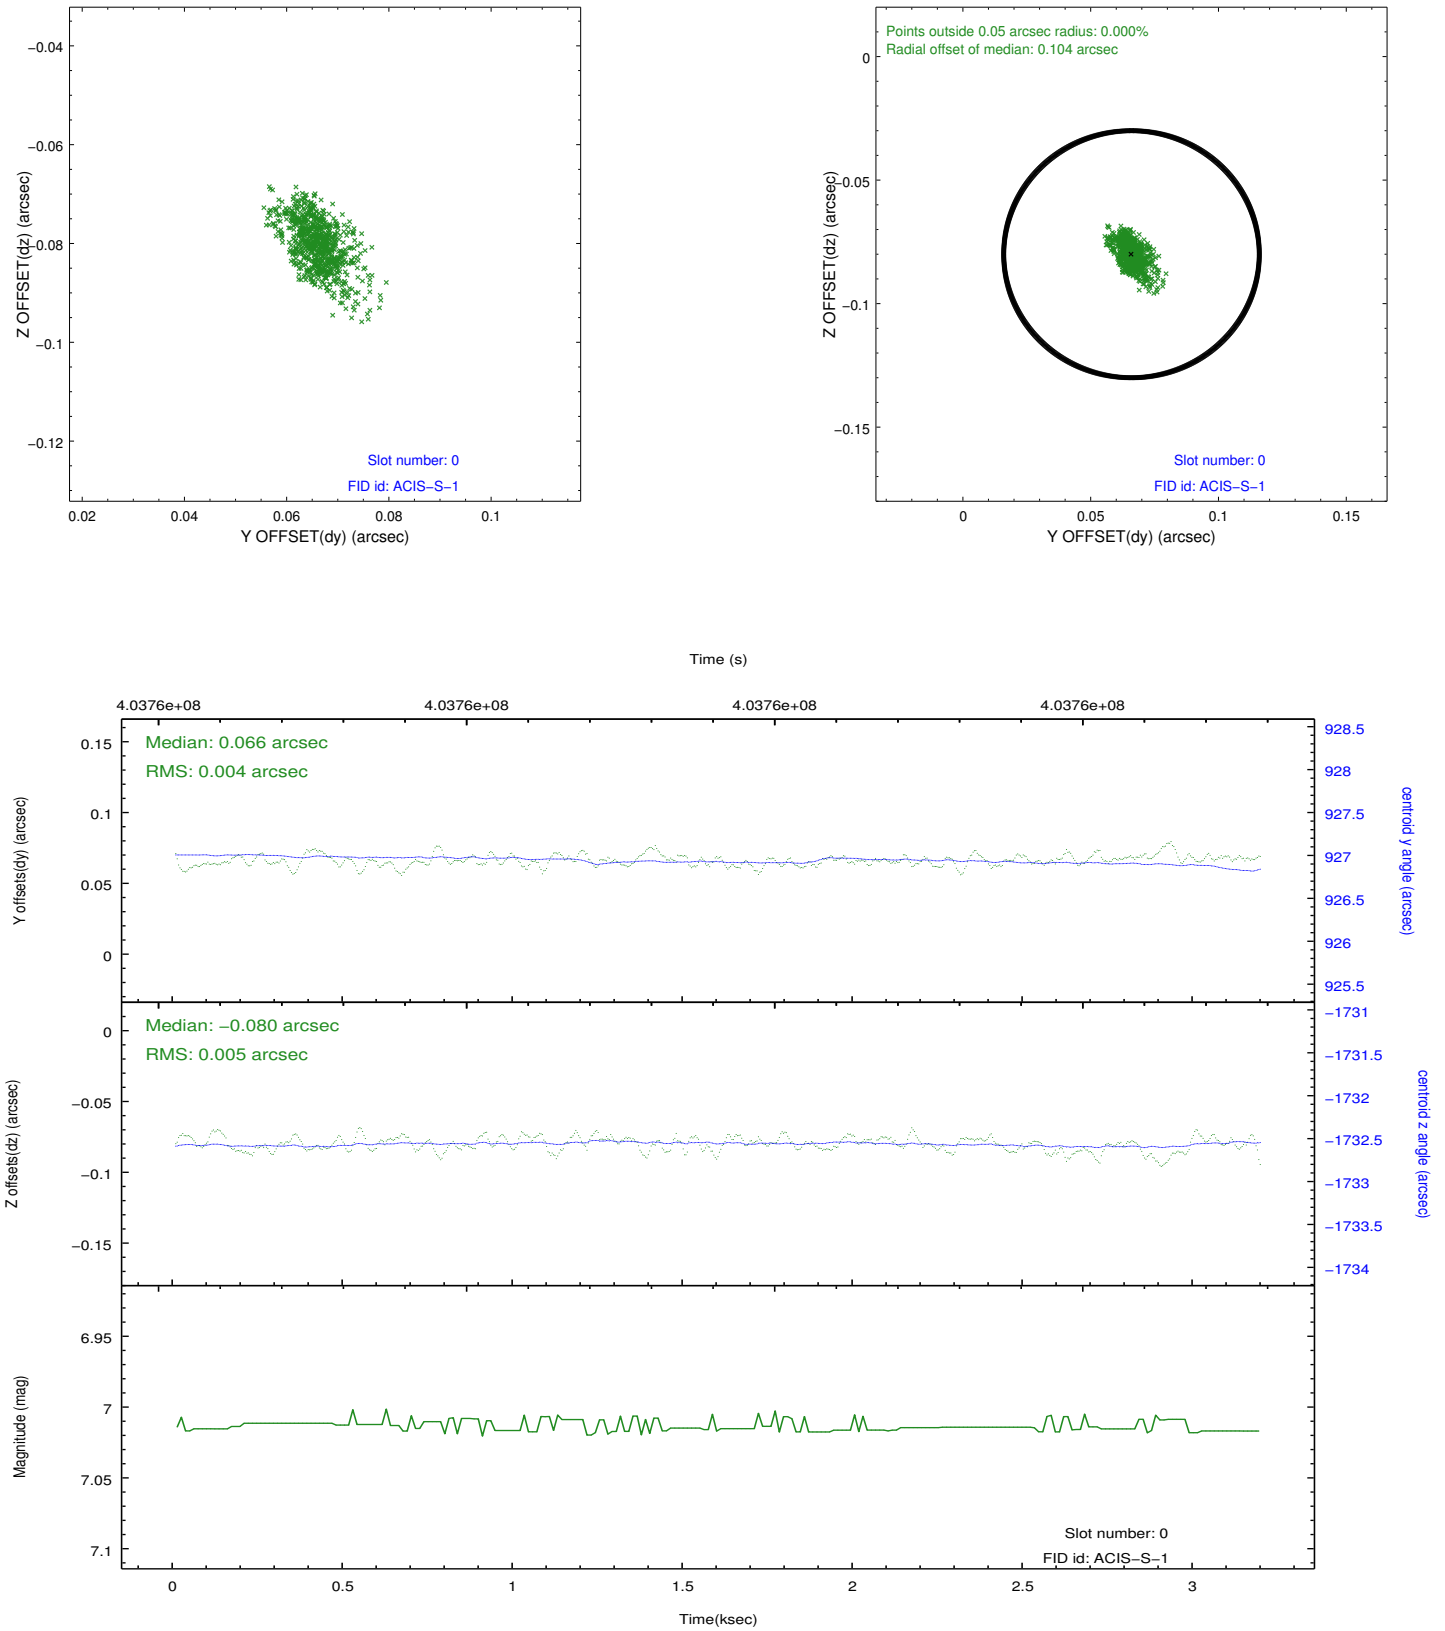 −0.04
−0.06
−0.08
−0.1
−0.12
Z OFFSET(dz) (arcsec)
Slot number: 0
FID id: ACIS−S−1
0.02 0.04 0.06 0.08 0.1
Y OFFSET(dy) (arcsec)
Points outside 0.05 arcsec radius: 0.000%
Radial offset of median: 0.104 arcsec
0
−0.05
−0.1
−0.15
Z OFFSET(dz) (arcsec)
Slot number: 0
FID id: ACIS−S−1
0 0.05 0.1 0.15
Y OFFSET(dy) (arcsec)
Time (s)
4.0376e+08 4.0376e+08 4.0376e+08 4.0376e+08
Median: 0.066 arcsec
RMS: 0.004 arcsec
0.15
0.1
0.05
0
Y offsets(dy) (arcsec)
928.5
928
927.5
927
926.5
926
925.5
centroid y angle (arcsec)
Median: −0.080 arcsec
RMS: 0.005 arcsec
0
−0.05
−0.1
−0.15
Z offsets(dz) (arcsec)
−1731
−1731.5
−1732
−1732.5
−1733
−1733.5
−1734
centroid z angle (arcsec)
6.95
7
7.05
7.1
Magnitude (mag)
Slot number: 0
FID id: ACIS−S−1
0 0.5 1 1.5 2 2.5 3
Time(ksec)